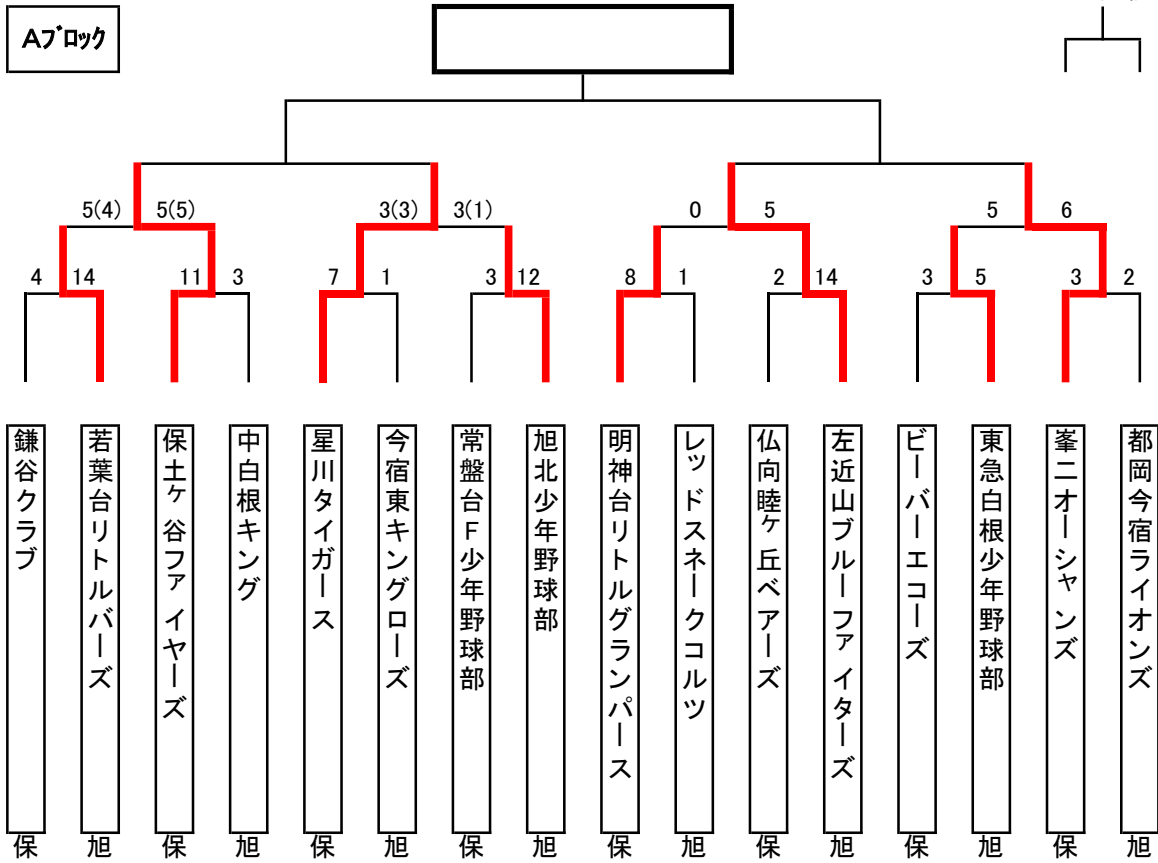 Aブロック
5(4) 5(5) 3(3) 3(1) 0 5 5 6
4 14 11 3 7 1 3 12 8 1 2 14 3 5 3 2
鎌谷クラブ
若葉台リトルバーズ
保土ヶ谷ファイヤーズ
中白根キング
星川タイガース
今宿東キングローズ
常盤台F少年野球部
旭北少年野球部
明神台リトルグランパース
レッドスネークコルツ
仏向睦ヶ丘ベアーズ
左近山ブルーファイターズ
ビーバーエコーズ
東急白根少年野球部
峯二オーシャンズ
都岡今宿ライオンズ
保 旭 保 旭 保 旭 保 旭 保 旭 保 旭 保 旭 保 旭